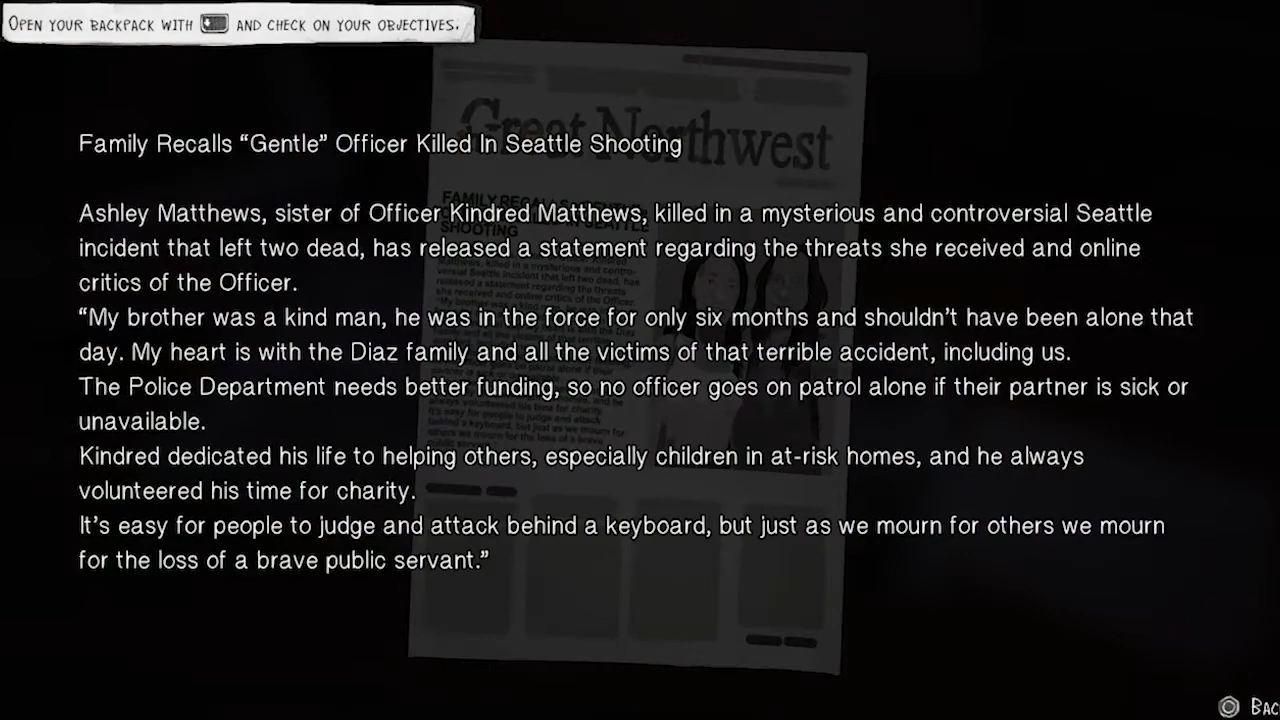 OPEN YOUR BACKPACK WITH AND CHECK ON YOUR OBJECTIVES.
Great Northwest
Family Recalls “Gentle” Officer Killed In Seattle Shooting
Ashley Matthews, sister of Officer Kindred Matthews, killed in a mysterious and controversial Seattle
incident that left two dead, has released a statement regarding the threats she received and online
critics of the Officer.
“My brother was a kind man, he was in the force for only six months and shouldn’t have been alone that
day. My heart is with the Diaz family and all the victims of that terrible accident, including us.
The Police Department needs better funding, so no officer goes on patrol alone if their partner is sick or
unavailable.
Kindred dedicated his life to helping others, especially children in at-risk homes, and he always
volunteered his time for charity.
It’s easy for people to judge and attack behind a keyboard, but just as we mourn for others we mourn
for the loss of a brave public servant.”